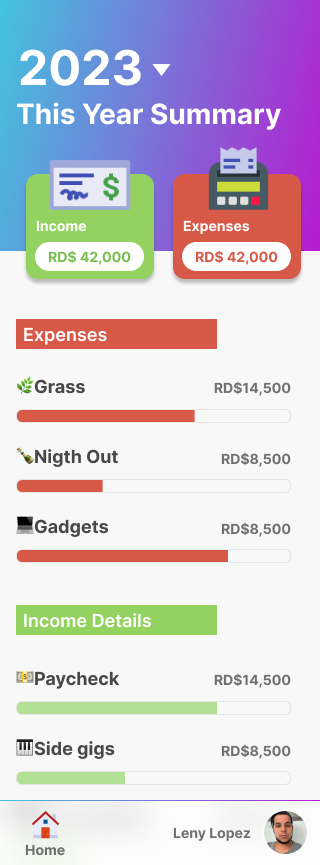 2023
This Year Summary
Income
Expenses
RD$ 42,000
RD$ 42,000
Expenses
Grass
RD$14,500
Nigth Out
RD$8,500
Gadgets
RD$8,500
Income Details
Paycheck
RD$14,500
Side gigs
RD$8,500
Home
Leny Lopez